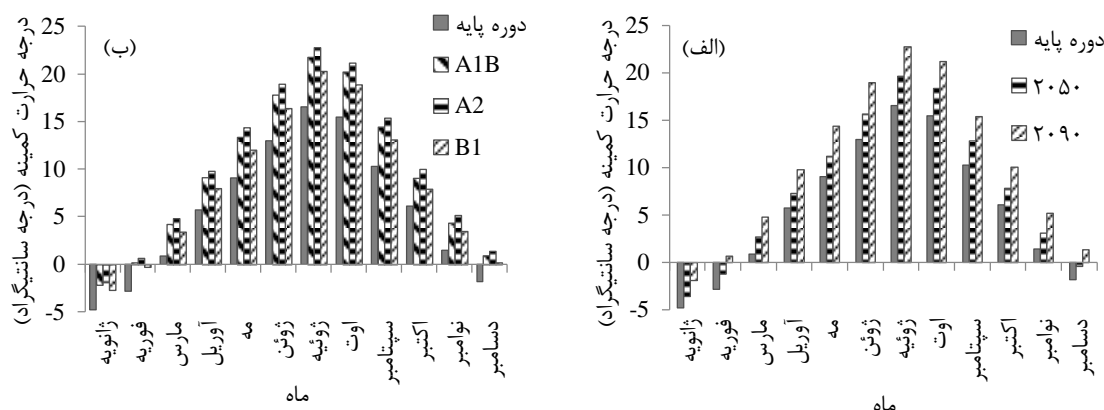 (الف)
دوره پایه
۲۰۵۰
۲۰۹۰
درجه حرارت کمینه (درجه سانتیگراد)
25
20
15
10
5
0
-5
ژانویه
فوریه
مارس
آوریل
مه
ژوئن
ژوئیه
اوت
سپتامبر
اکتبر
نوامبر
دسامبر
ماه
(ب)
دوره پایه
A1B
A2
B1
درجه حرارت کمینه (درجه سانتیگراد)
25
20
15
10
5
0
-5
ژانویه
فوریه
مارس
آوریل
مه
ژوئن
ژوئیه
اوت
سپتامبر
اکتبر
نوامبر
دسامبر
ماه